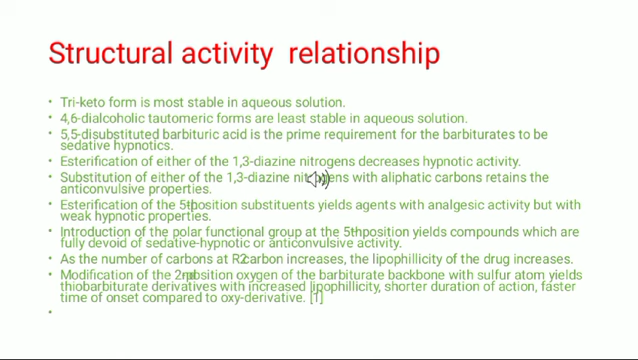 Structural activity relationship
• Tri-keto form is most stable in aqueous solution.
• 4,6-dialcoholic tautomeric forms are least stable in aqueous solution.
• 5,5-disubstituted barbituric acid is the prime requirement for the barbiturates to be
sedative hypnotics.
• Esterification of either of the 1,3-diazine nitrogens decreases hypnotic activity.
• Substitution of either of the 1,3-diazine nitrogens with aliphatic carbons retains the
anticonvulsive properties.
• Esterification of the 5th position substituents yields agents with analgesic activity but with
weak hypnotic properties.
• Introduction of the polar functional group at the 5th position yields compounds which are
fully devoid of sedative-hypnotic or anticonvulsive activity.
• As the number of carbons at R2 carbon increases, the lipophillicity of the drug increases.
• Modification of the 2nd position oxygen of the barbiturate backbone with sulfur atom yields
thiobarbiturate derivatives with increased lipophillicity, shorter duration of action, faster
time of onset compared to oxy-derivative. [1]
•